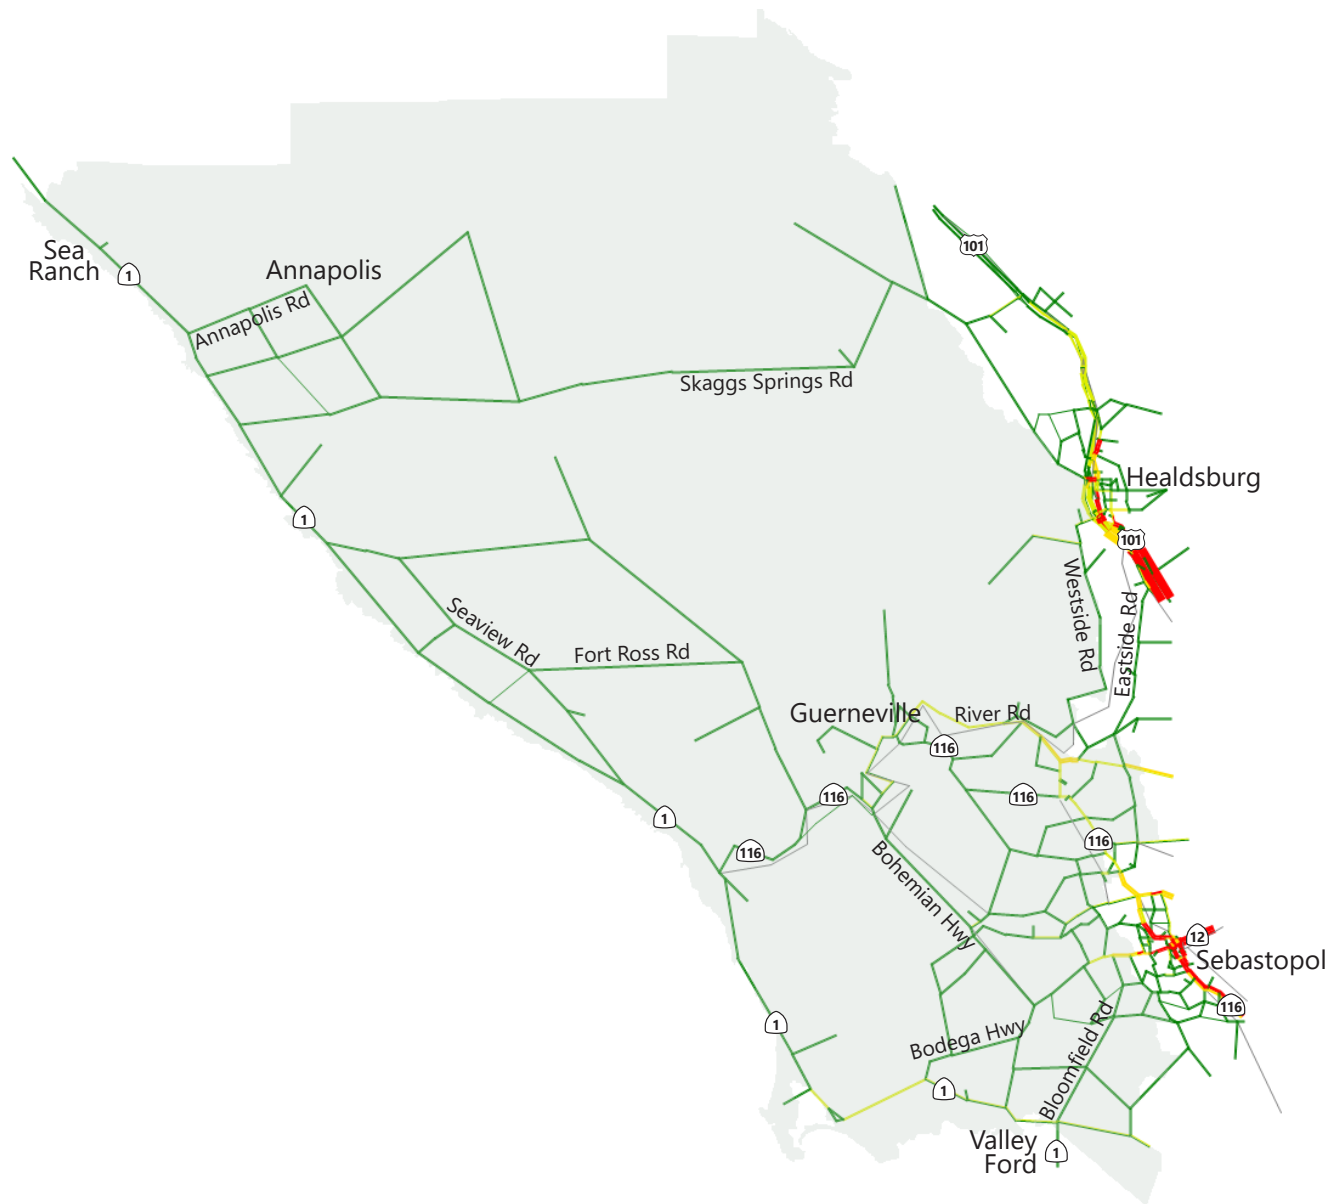 101
Sea
Ranch
1
Annapolis
Annapolis Rd
Skaggs Springs Rd
Healdsburg
1
101
Westside Rd
Eastside Rd
Seaview Rd
Fort Ross Rd
Guerneville
River Rd
116
116
116
1
116
116
Bohemian Hwy
12
Sebastopol
116
1
Bodega Hwy
Bloomfield Rd
1
Valley
Ford
1